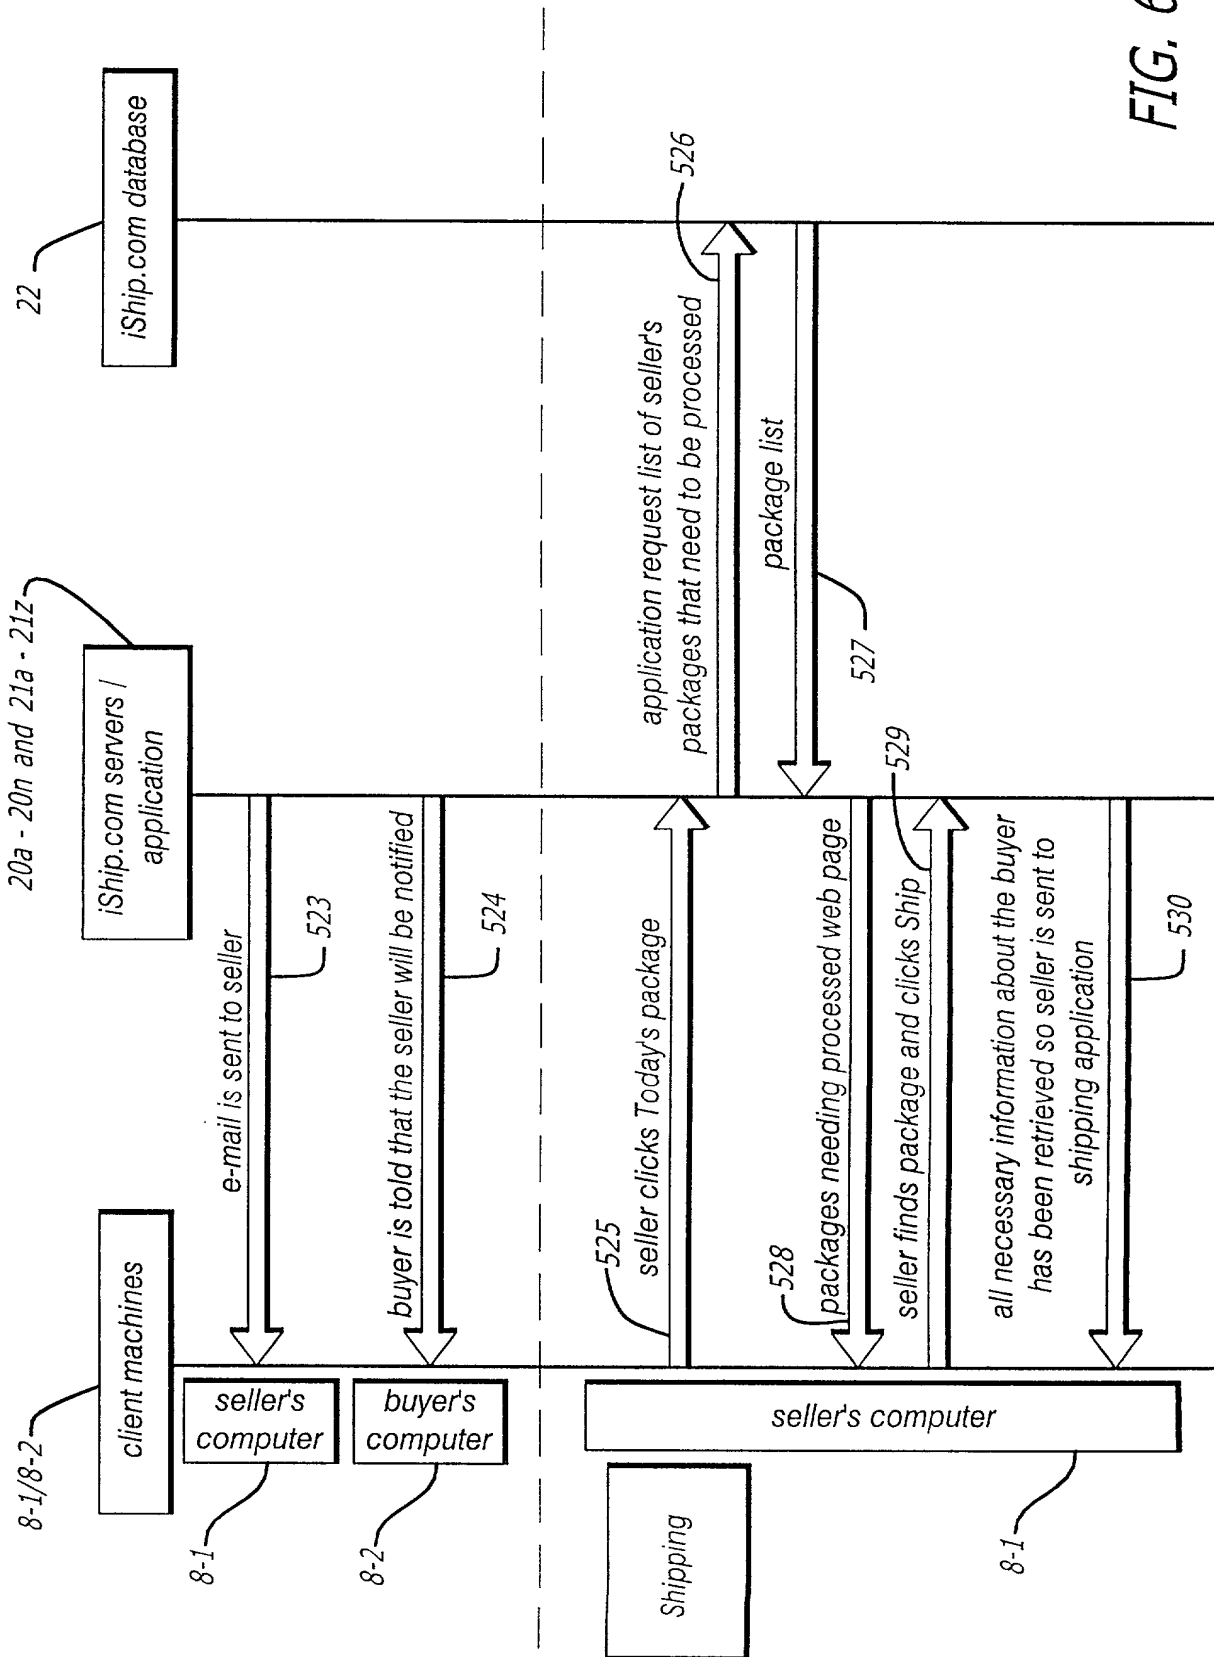 8-1/8-2
client machines
20a - 20n and 21a - 21z
iShip.com servers /
application
22
iShip.com database
8-1
seller's
computer
e-mail is sent to seller
523
8-2
buyer's
computer
buyer is told that the seller will be notified
524
Shipping
seller's computer
8-1
525
seller clicks Today's package
application request list of seller's
packages that need to be processed
526
package list
527
528
packages needing processed web page
seller finds package and clicks Ship
529
all necessary information about the buyer
has been retrieved so seller is sent to
shipping application
530
FIG. 6